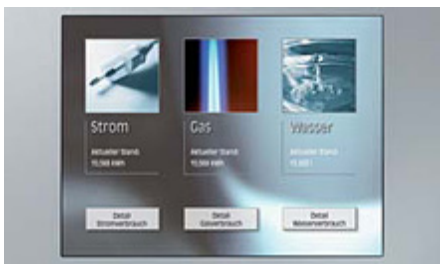 Strom
Aktueller Stand:
Gas
Aktueller Stand:
Wasser
Aktueller Stand:
Detail
Stromverbrauch
Detail
Gasverbrauch
Detail
Wasserverbrauch